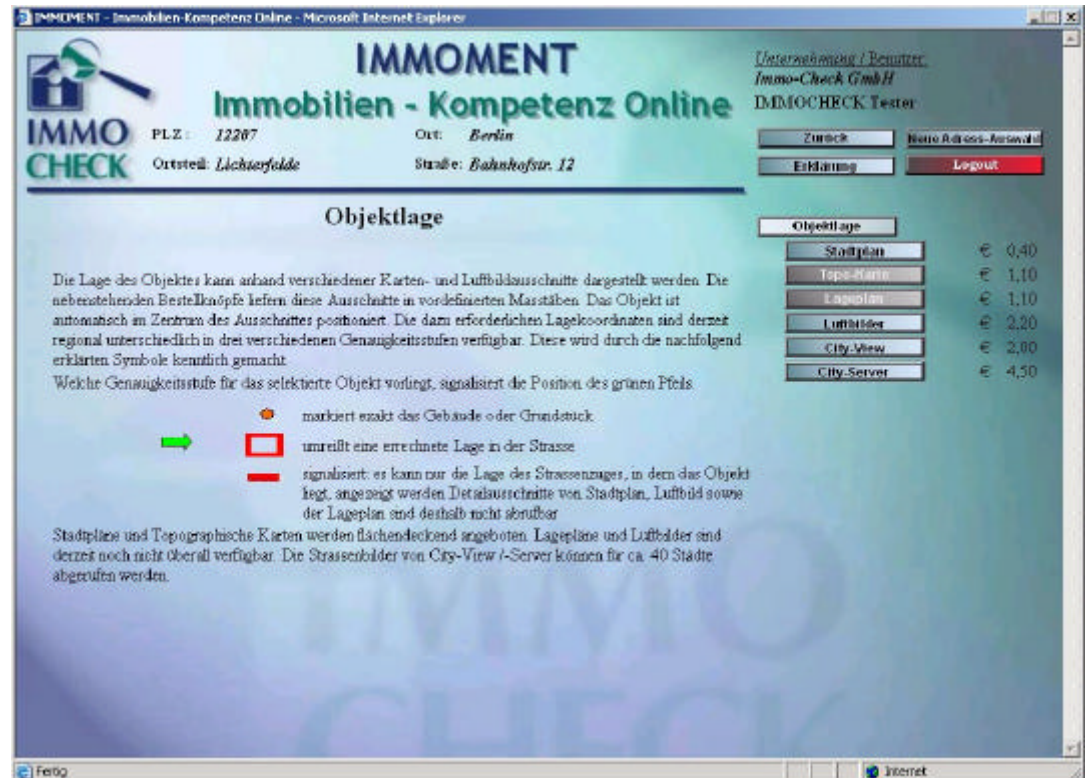 IMMOMENT - Immobilien-Kompetenz Online - Microsoft Internet Explorer
IMMO
CHECK
IMMOMENT
Immobilien - Kompetenz Online
PLZ: 12207 Ort: Berlin
Ortsteil: Lichterfelde Straße: Bahnhofstr. 12
Unternehmung / Benutzer:
Immo-Check GmbH
IMMOCHECK Tester
Zurück Neue Adress-Auswahl
Erklärung Logout
Objektlage
Die Lage des Objektes kann anhand verschiedener Karten- und Luftbildausschnitte dargestellt werden. Die
nebenstehenden Bestellknöpfe liefern diese Ausschnitte in vordefinierten Masstäben. Das Objekt ist
automatisch im Zentrum des Ausschnittes positioniert. Die dazu erforderlichen Lagekoordinaten sind derzeit
regional unterschiedlich in drei verschiedenen Genauigkeitsstufen verfügbar. Diese wird durch die nachfolgend
erklärten Symbole kenntlich gemacht.
Welche Genauigkeitsstufe für das selektierte Objekt vorliegt, signalisiert die Position des grünen Pfeils.
markiert exakt das Gebäude oder Grundstück
umreißt eine errechnete Lage in der Strasse
signalisiert: es kann nur die Lage des Strassenzuges, in dem das Objekt
liegt, angezeigt werden. Detailausschnitte von Stadtplan, Luftbild sowie
der Lageplan sind deshalb nicht abrufbar
Stadtpläne und Topographische Karten werden flächendeckend angeboten. Lagepläne und Luftbilder sind
derzeit noch nicht überall verfügbar. Die Strassenbilder von City-View /-Server können für ca. 40 Städte
abgerufen werden.
Objektlage
Stadtplan € 0,40
Topo-Karte € 1,10
Lageplan € 1,10
Luftbilder € 2,20
City-View € 2,00
City-Server € 4,50
IMMO
CHECK
Fertig
Internet